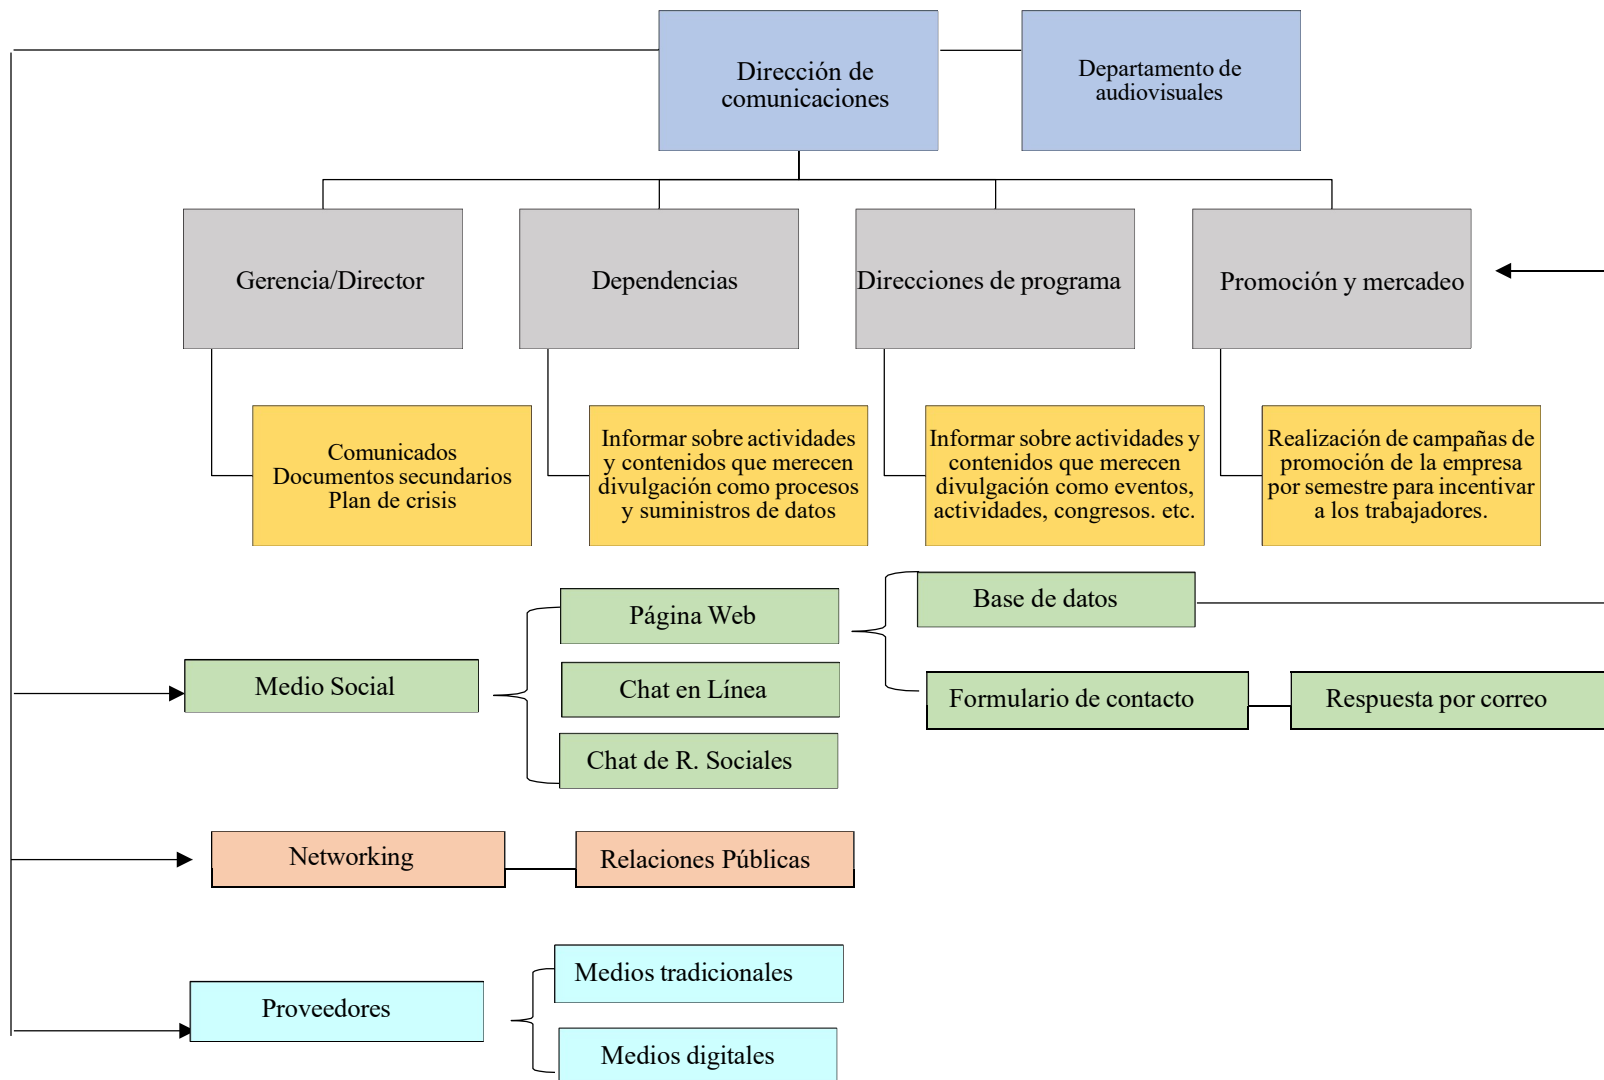 Dirección de
comunicaciones
Departamento de
audiovisuales
Gerencia/Director
Dependencias
Direcciones de programa
Promoción y mercadeo
Comunicados
Documentos secundarios
Plan de crisis
Informar sobre actividades
y contenidos que merecen
divulgación como procesos
y suministros de datos
Informar sobre actividades y
contenidos que merecen
divulgación como eventos,
actividades, congresos. etc.
Realización de campañas de
promoción de la empresa
por semestre para incentivar
a los trabajadores.
Medio Social
Página Web
Chat en Línea
Chat de R. Sociales
Base de datos
Formulario de contacto
Respuesta por correo
Networking
Relaciones Públicas
Proveedores
Medios tradicionales
Medios digitales